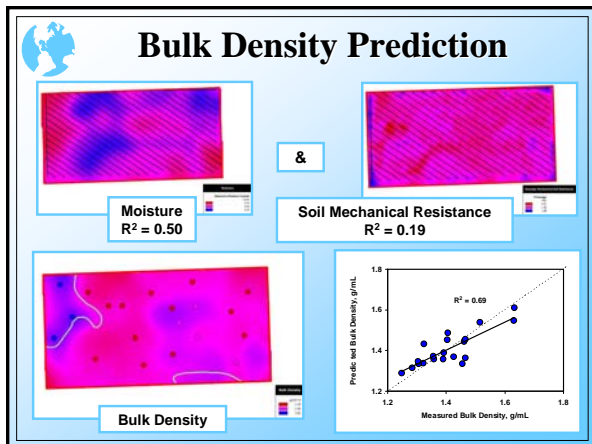 Bulk Density Prediction
&
Moisture
R² = 0.50
Soil Mechanical Resistance
R² = 0.19
Bulk Density
Predicted Bulk Density, g/mL
1.8
1.6
1.4
1.2
R² = 0.69
1.2 1.4 1.6 1.8
Measured Bulk Density, g/mL
Bulk Density